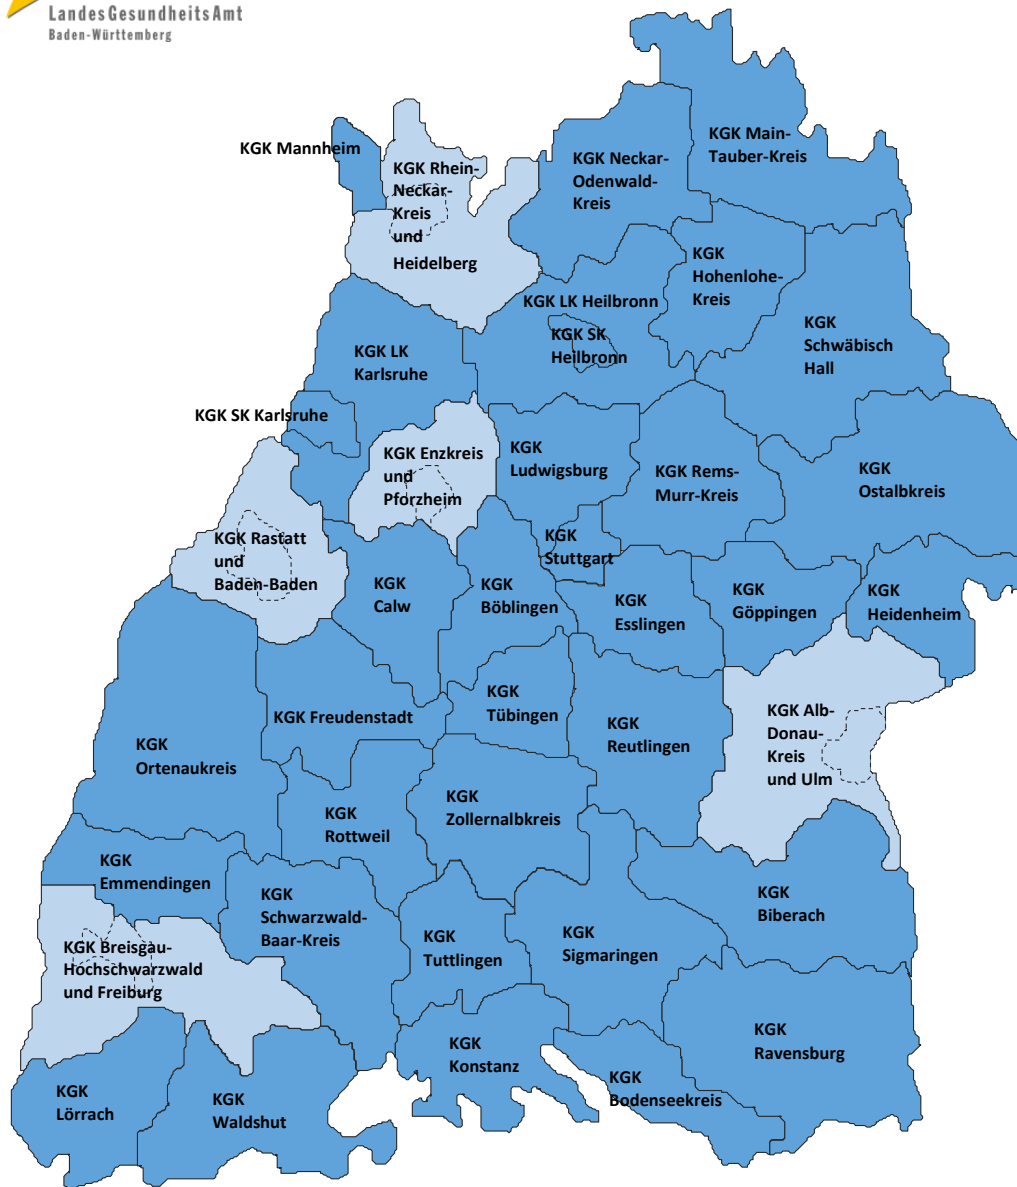 LandesGesundheitsAmt
Baden-Württemberg
KGK Main-
Tauber-Kreis
KGK Mannheim
KGK Rhein-
Neckar-
Kreis
und
Heidelberg
KGK Neckar-
Odenwald-
Kreis
KGK
Hohenlohe-
Kreis
KGK LK Heilbronn
KGK SK
Heilbronn
KGK
Schwäbisch
Hall
KGK LK
Karlsruhe
KGK SK Karlsruhe
KGK Enzkreis
und
Pforzheim
KGK
Ludwigsburg
KGK Rems-
Murr-Kreis
KGK
Ostalbkreis
KGK Rastatt
und
Baden-Baden
KGK
Stuttgart
KGK
Calw
KGK
Böblingen
KGK
Esslingen
KGK
Göppingen
KGK
Heidenheim
KGK Freudenstadt
KGK
Tübingen
KGK
Reutlingen
KGK Alb-
Donau-
Kreis
und Ulm
KGK
Ortenaukreis
KGK
Rottweil
KGK
Zollernalbkreis
KGK
Emmendingen
KGK
Schwarzwald-
Baar-Kreis
KGK
Biberach
KGK Breisgau-
Hochschwarzwald
und Freiburg
KGK
Tuttlingen
KGK
Sigmaringen
KGK
Ravensburg
KGK
Konstanz
KGK
Bodenseekreis
KGK
Lörrach
KGK
Waldshut